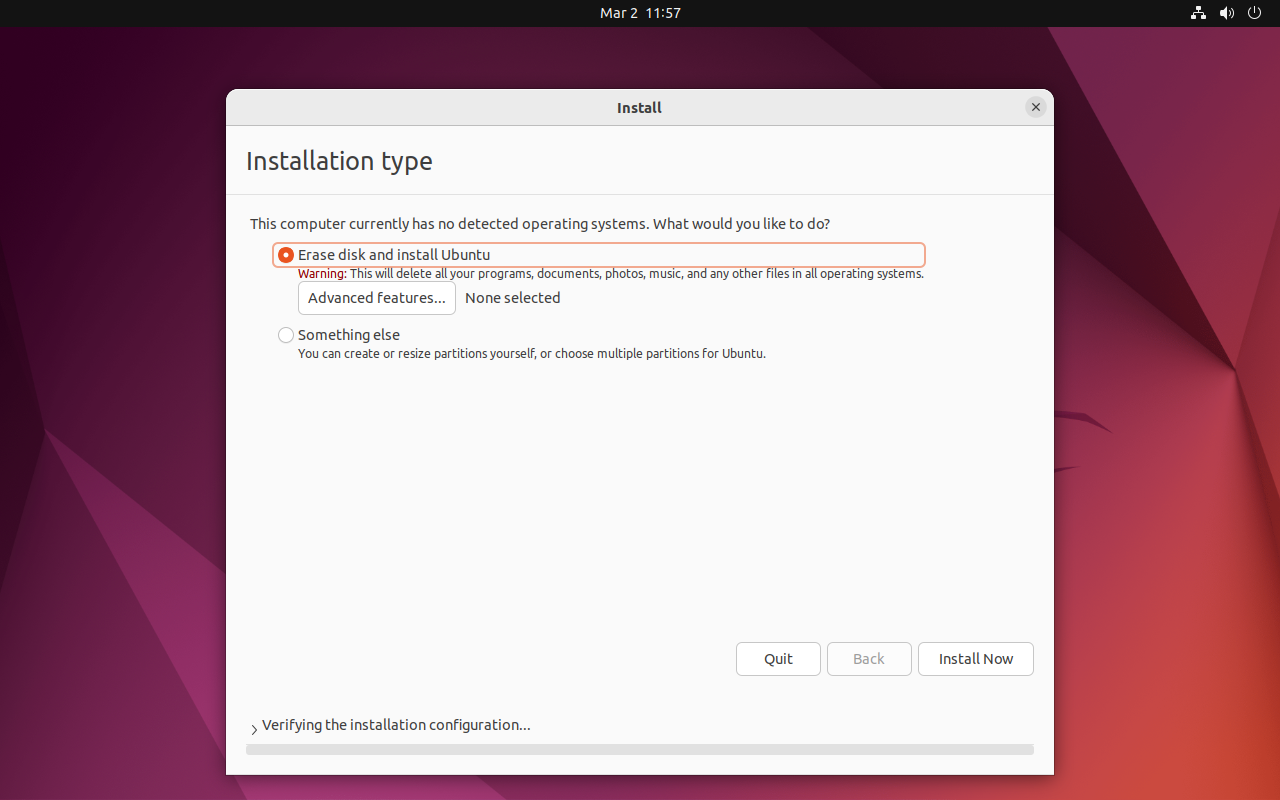 Mar 2 11:57
Install
Installation type
This computer currently has no detected operating systems. What would you like to do?
Erase disk and install Ubuntu
Warning: This will delete all your programs, documents, photos, music, and any other files in all operating systems.
Advanced features... None selected
Something else
You can create or resize partitions yourself, or choose multiple partitions for Ubuntu.
Quit Back Install Now
Verifying the installation configuration...